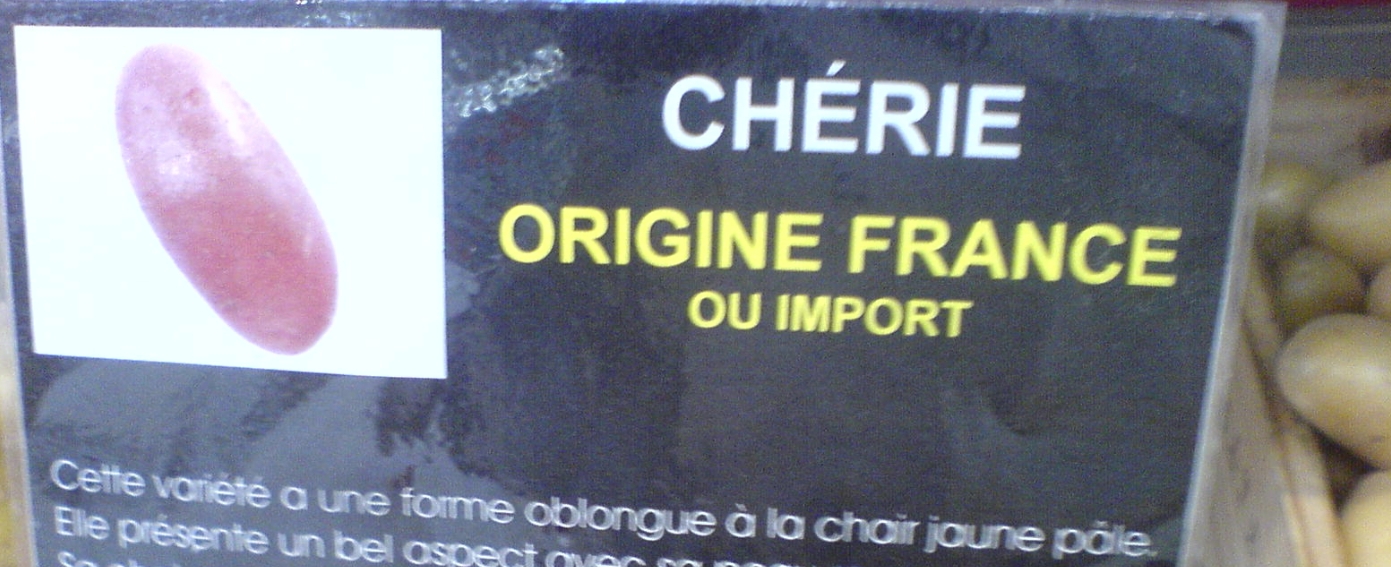 CHÉRIE
ORIGINE FRANCE
OU IMPORT
Cette variété a une forme oblongue à la chair jaune pâle.
Elle présente un bel aspect avec sa